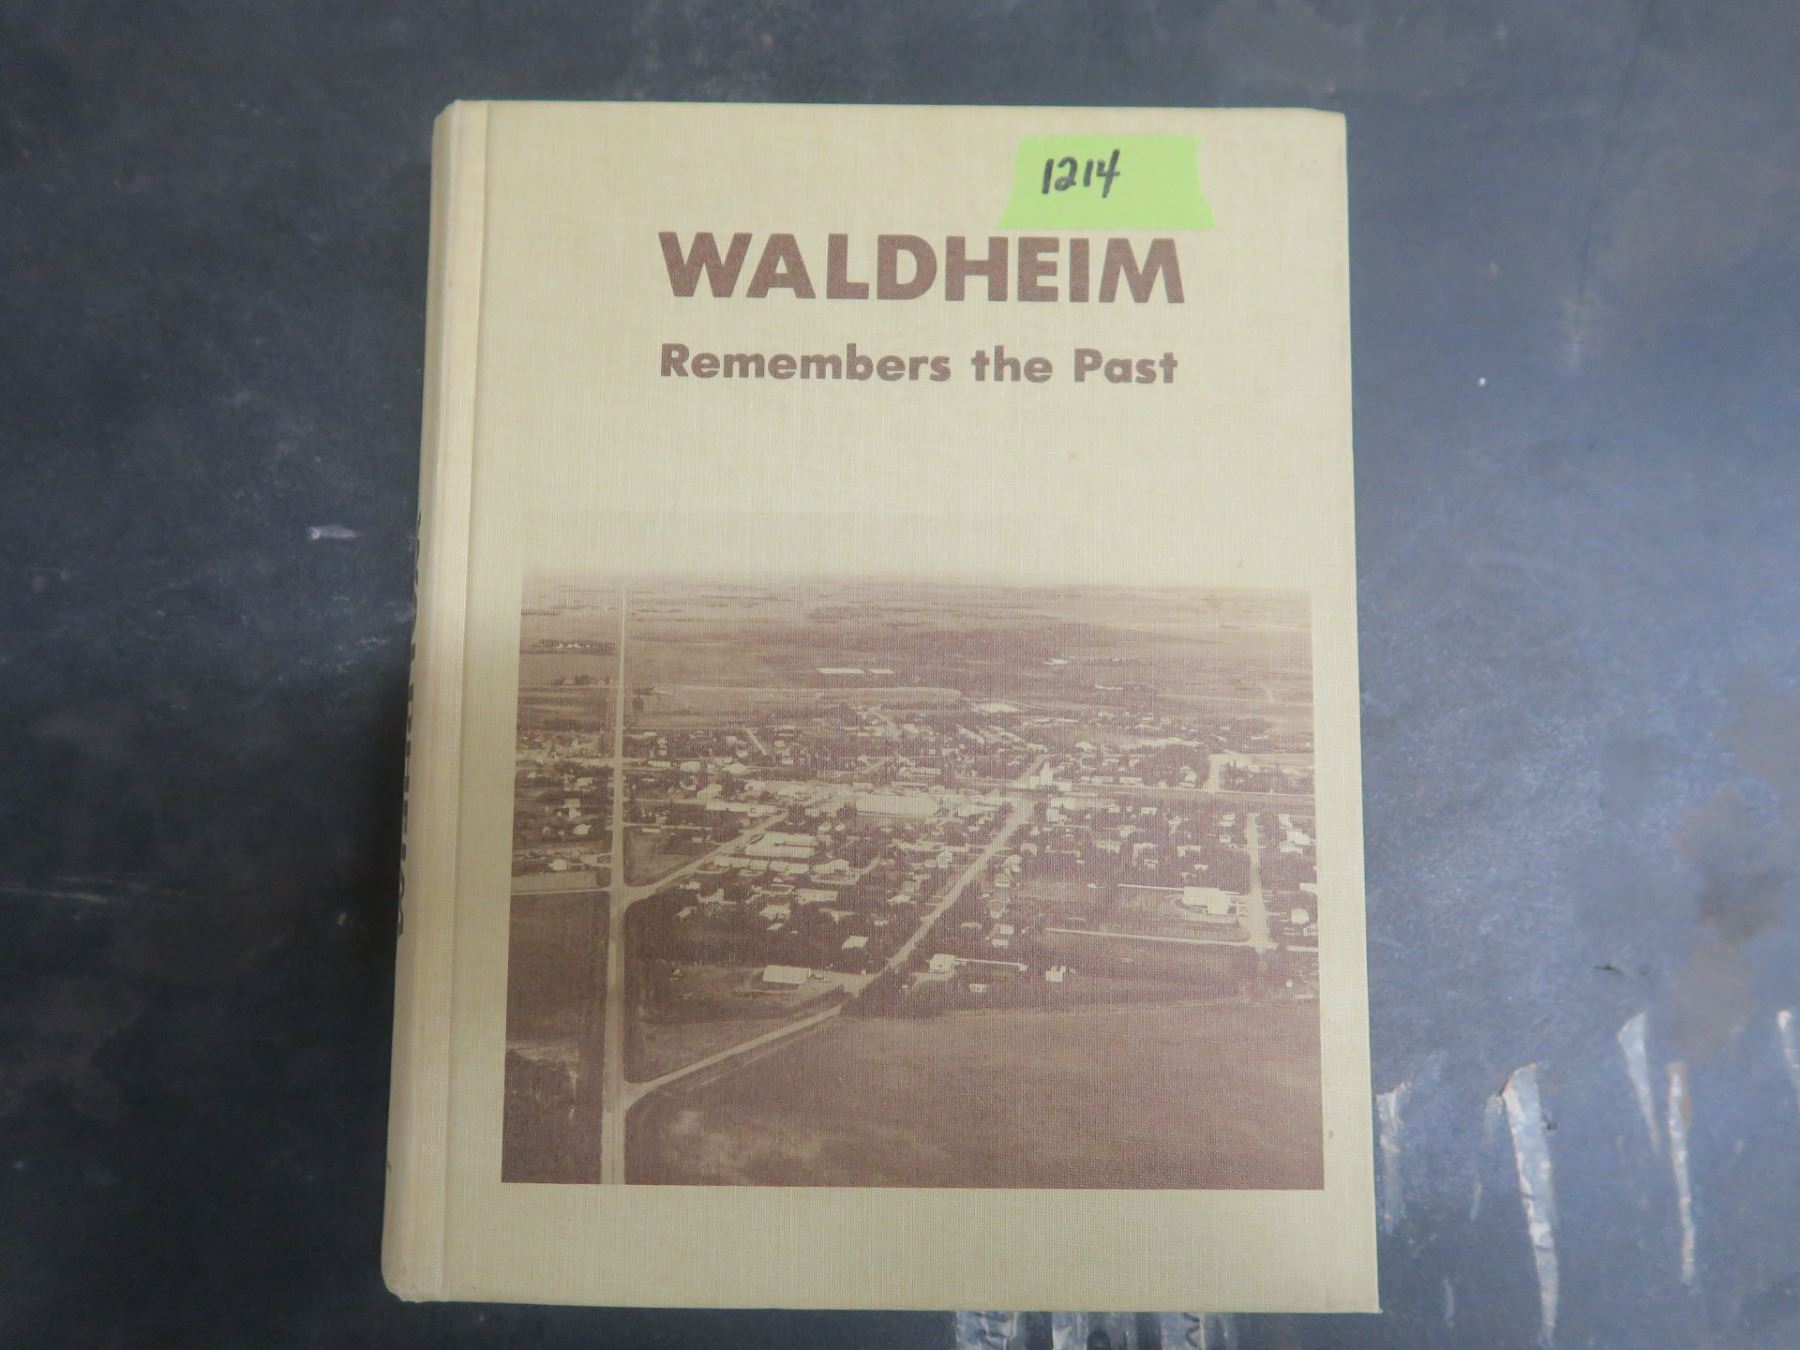 1214
WALDHEIM
Remembers the Past